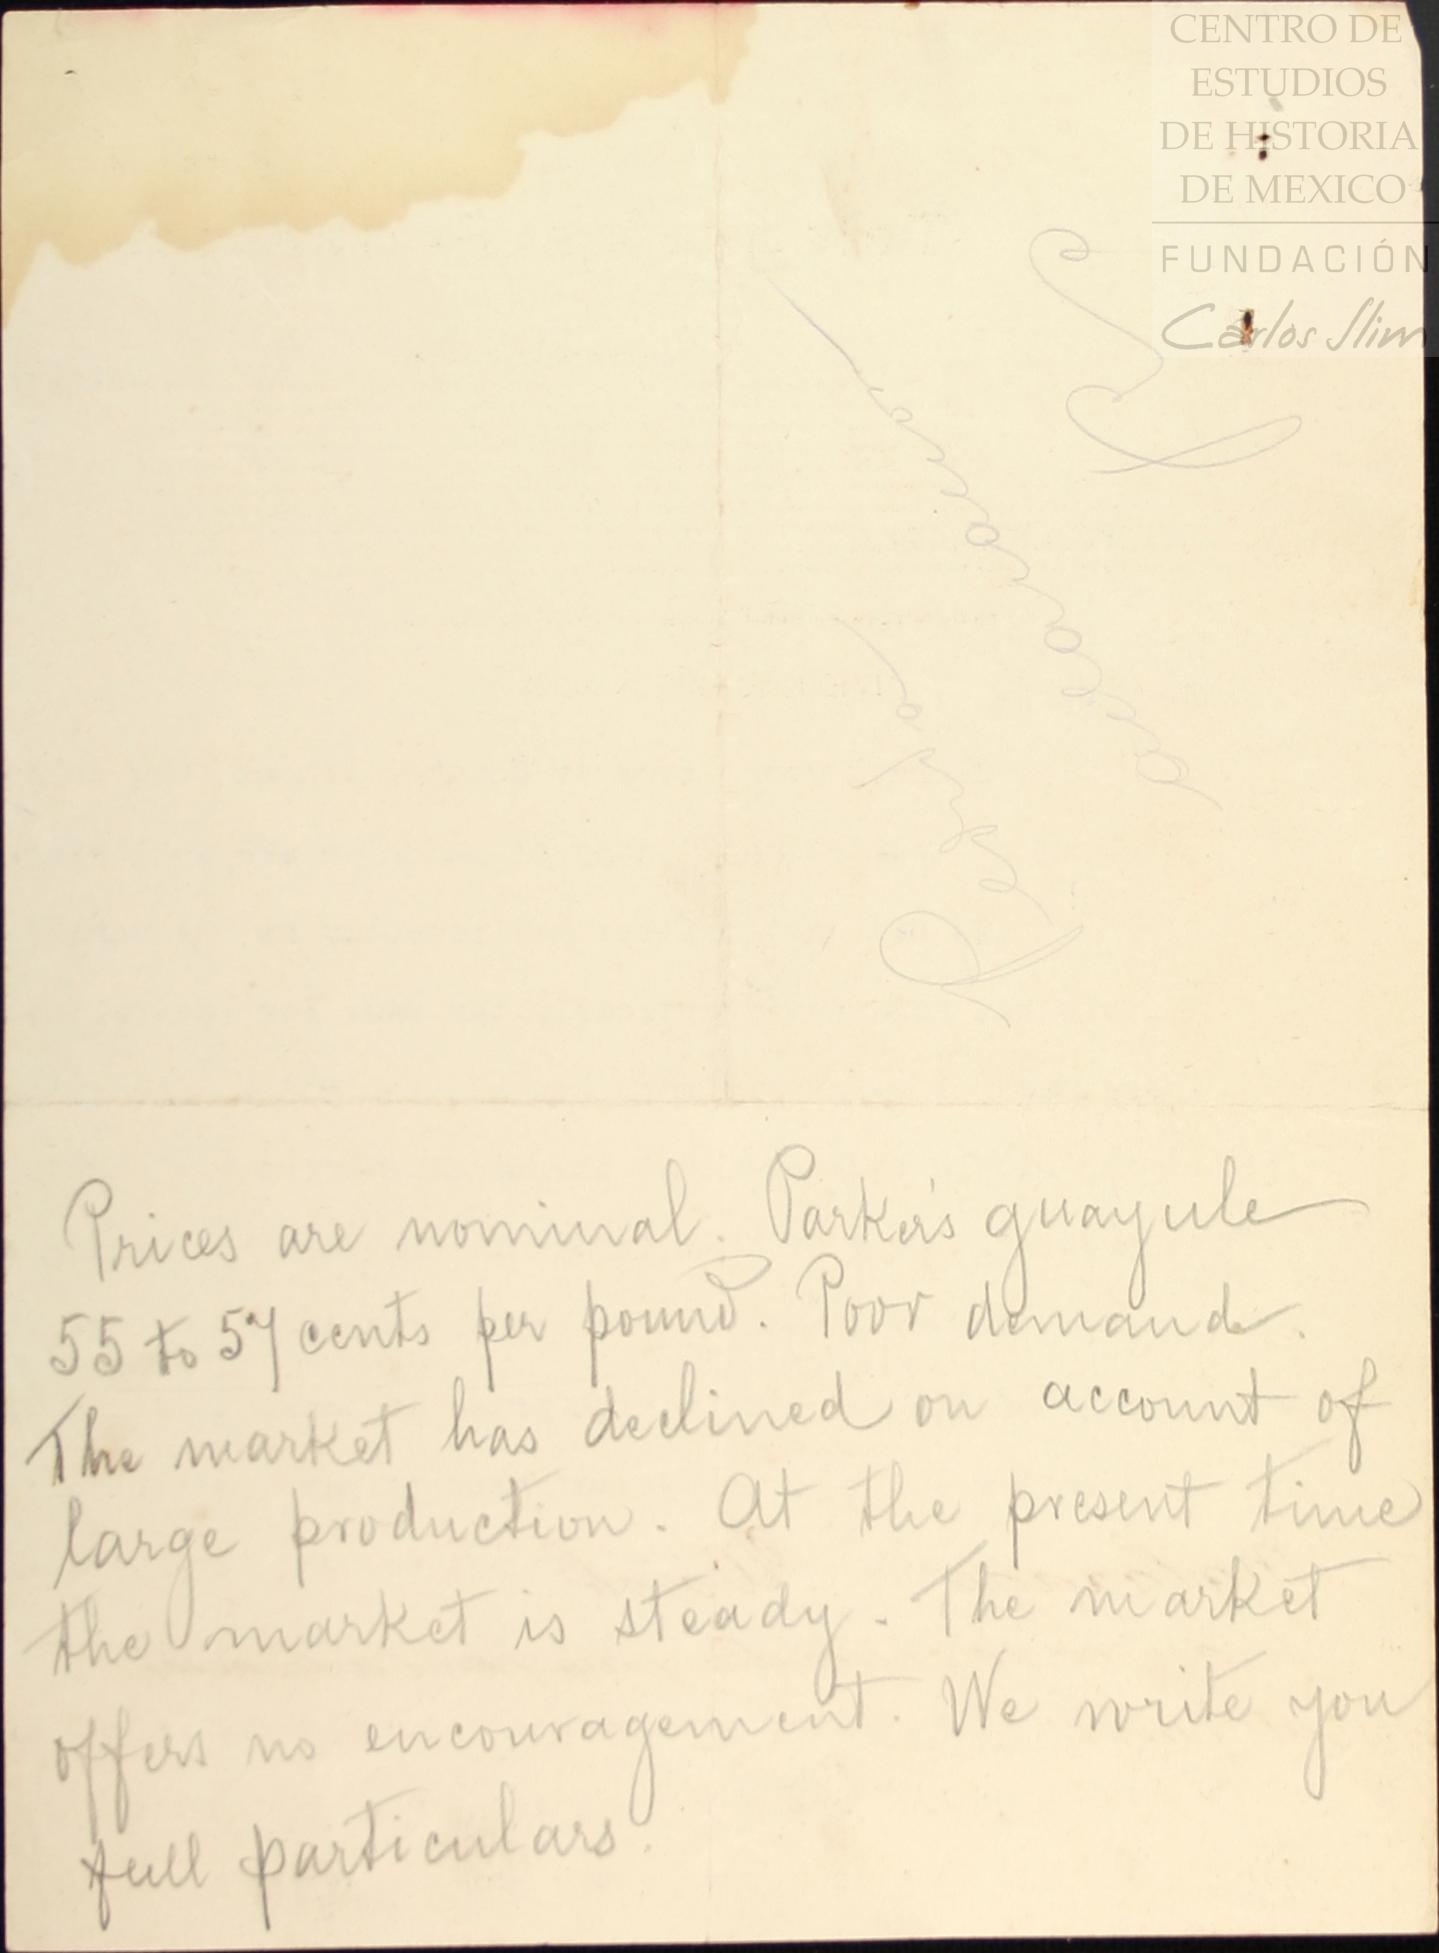 CENTRO DE
ESTUDIOS
DE HISTORIA
DE MEXICO
FUNDACIÓN
Carlos Slim
Prices are nominal. Parker's guayule
55 to 57 cents per pound. Poor demand.
The market has declined on account of
large production. At the present time
the market is steady. The market
offers no encouragement. We write you
full particulars.